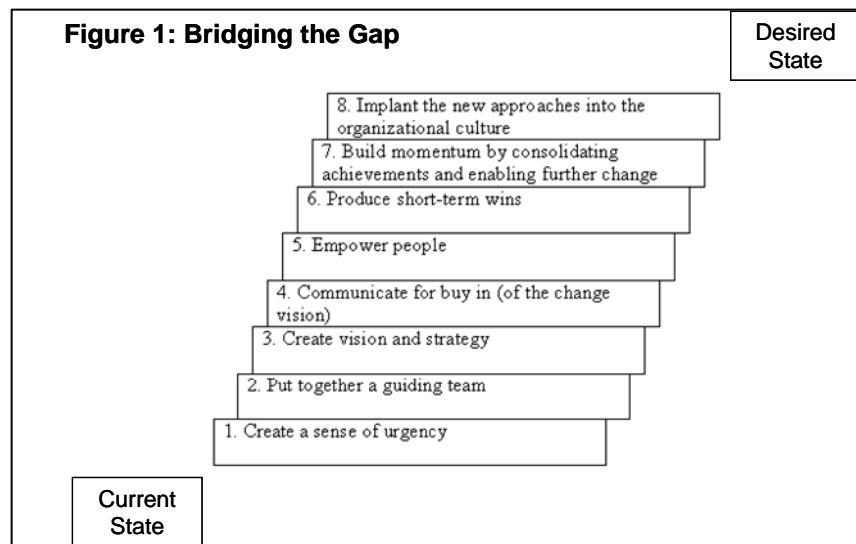 Figure 1: Bridging the Gap
Desired
State
8. Implant the new approaches into the
organizational culture
7. Build momentum by consolidating
achievements and enabling further change
6. Produce short-term wins
5. Empower people
4. Communicate for buy in (of the change
vision)
3. Create vision and strategy
2. Put together a guiding team
1. Create a sense of urgency
Current
State